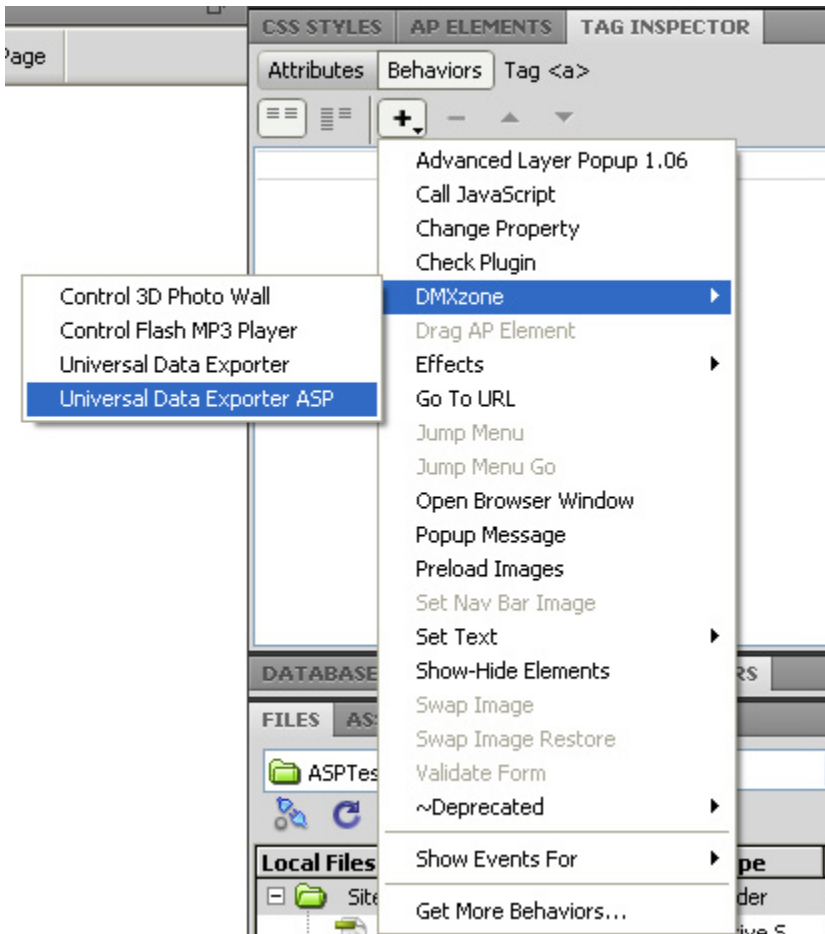 CSS STYLES AP ELEMENTS TAG INSPECTOR
Page
Attributes Behaviors Tag <a>
Advanced Layer Popup 1.06
Call JavaScript
Change Property
Check Plugin
DMXzone
Drag AP Element
Effects
Go To URL
Jump Menu
Jump Menu Go
Open Browser Window
Popup Message
Preload Images
Set Nav Bar Image
Set Text
Show-Hide Elements
Swap Image
Swap Image Restore
Validate Form
~Deprecated
Show Events For
Get More Behaviors...
Control 3D Photo Wall
Control Flash MP3 Player
Universal Data Exporter
Universal Data Exporter ASP
DATABASE
FILES
ASPTes
Local Files